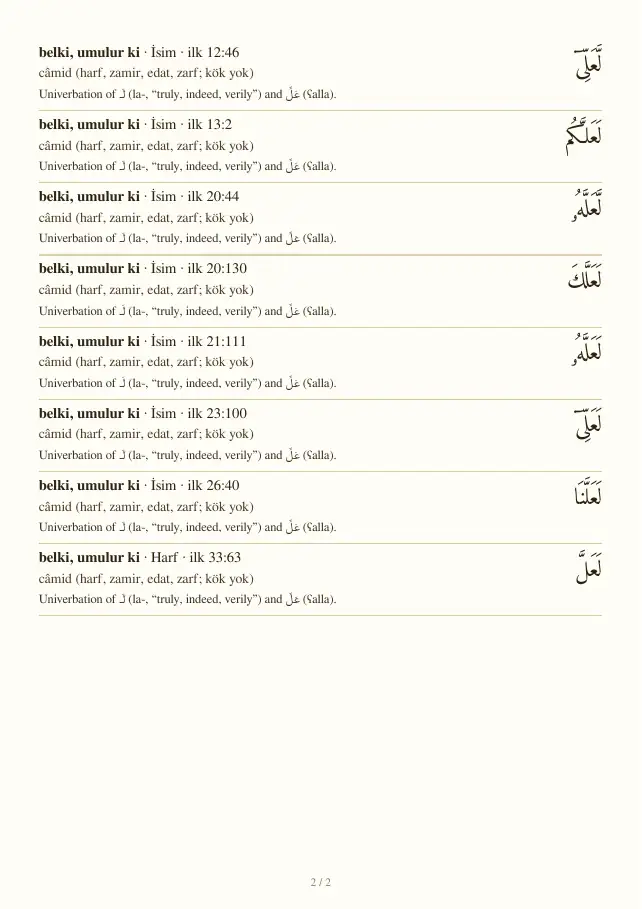 belki, umulur ki · İsim · ilk 12:46 لَعَلِّىٓ
câmid (harf, zamir, edat, zarf; kök yok)
Univerbation of لَـ (la-, “truly, indeed, verily”) and عَلَّ (ʕalla).
belki, umulur ki · İsim · ilk 13:2 لَعَلَّكُم
câmid (harf, zamir, edat, zarf; kök yok)
Univerbation of لَـ (la-, “truly, indeed, verily”) and عَلَّ (ʕalla).
belki, umulur ki · İsim · ilk 20:44 لَّعَلَّهُۥ
câmid (harf, zamir, edat, zarf; kök yok)
Univerbation of لَـ (la-, “truly, indeed, verily”) and عَلَّ (ʕalla).
belki, umulur ki · İsim · ilk 20:130 لَعَلَّكَ
câmid (harf, zamir, edat, zarf; kök yok)
Univerbation of لَـ (la-, “truly, indeed, verily”) and عَلَّ (ʕalla).
belki, umulur ki · İsim · ilk 21:111 لَعَلَّهُۥ
câmid (harf, zamir, edat, zarf; kök yok)
Univerbation of لَـ (la-, “truly, indeed, verily”) and عَلَّ (ʕalla).
belki, umulur ki · İsim · ilk 23:100 لَعَلِّىٓ
câmid (harf, zamir, edat, zarf; kök yok)
Univerbation of لَـ (la-, “truly, indeed, verily”) and عَلَّ (ʕalla).
belki, umulur ki · İsim · ilk 26:40 لَعَلَّنَا
câmid (harf, zamir, edat, zarf; kök yok)
Univerbation of لَـ (la-, “truly, indeed, verily”) and عَلَّ (ʕalla).
belki, umulur ki · Harf · ilk 33:63 لَعَلَّ
câmid (harf, zamir, edat, zarf; kök yok)
Univerbation of لَـ (la-, “truly, indeed, verily”) and عَلَّ (ʕalla).
2 / 2